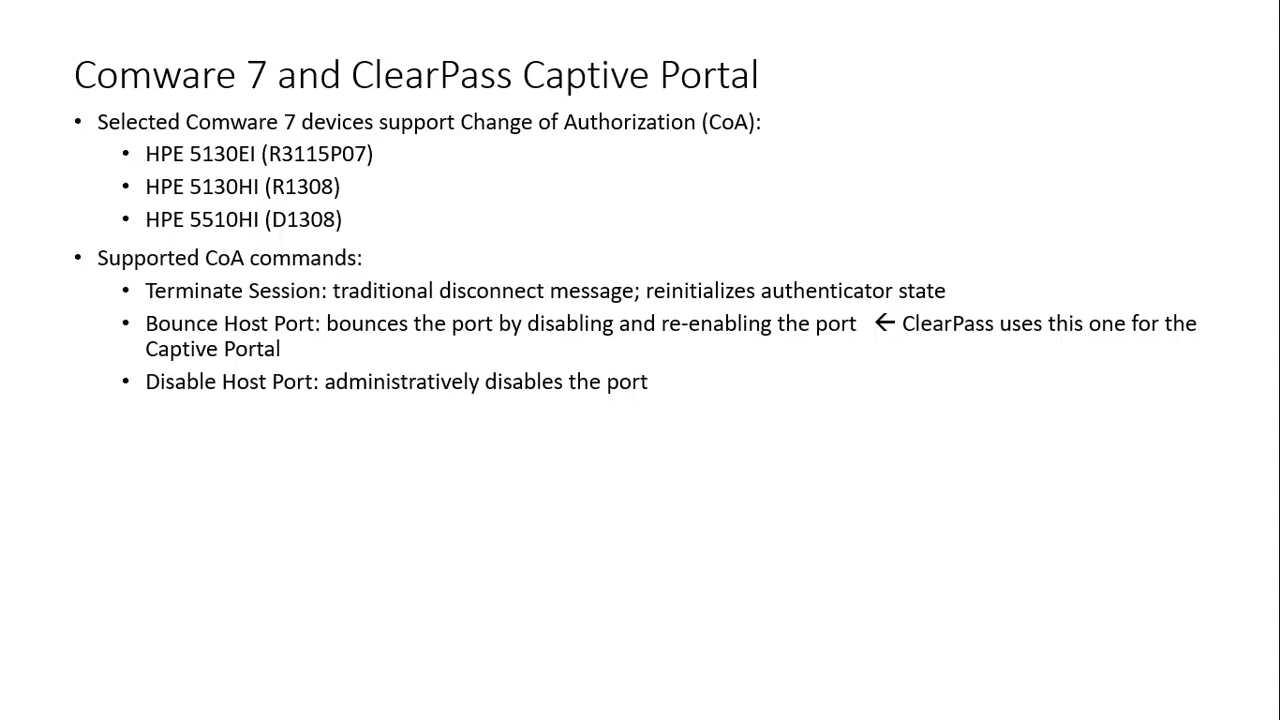 Comware 7 and ClearPass Captive Portal
• Selected Comware 7 devices support Change of Authorization (CoA):
• HPE 5130EI (R3115P07)
• HPE 5130HI (R1308)
• HPE 5510HI (D1308)
• Supported CoA commands:
• Terminate Session: traditional disconnect message; reinitializes authenticator state
• Bounce Host Port: bounces the port by disabling and re-enabling the port ← ClearPass uses this one for the
Captive Portal
• Disable Host Port: administratively disables the port